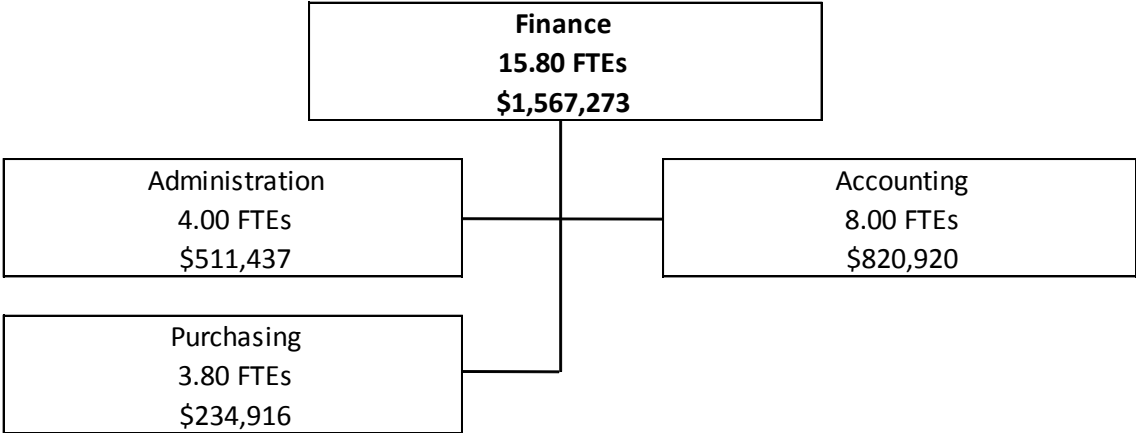 Finance
15.80 FTEs
$1,567,273
Administration
4.00 FTEs
$511,437
Accounting
8.00 FTEs
$820,920
Purchasing
3.80 FTEs
$234,916